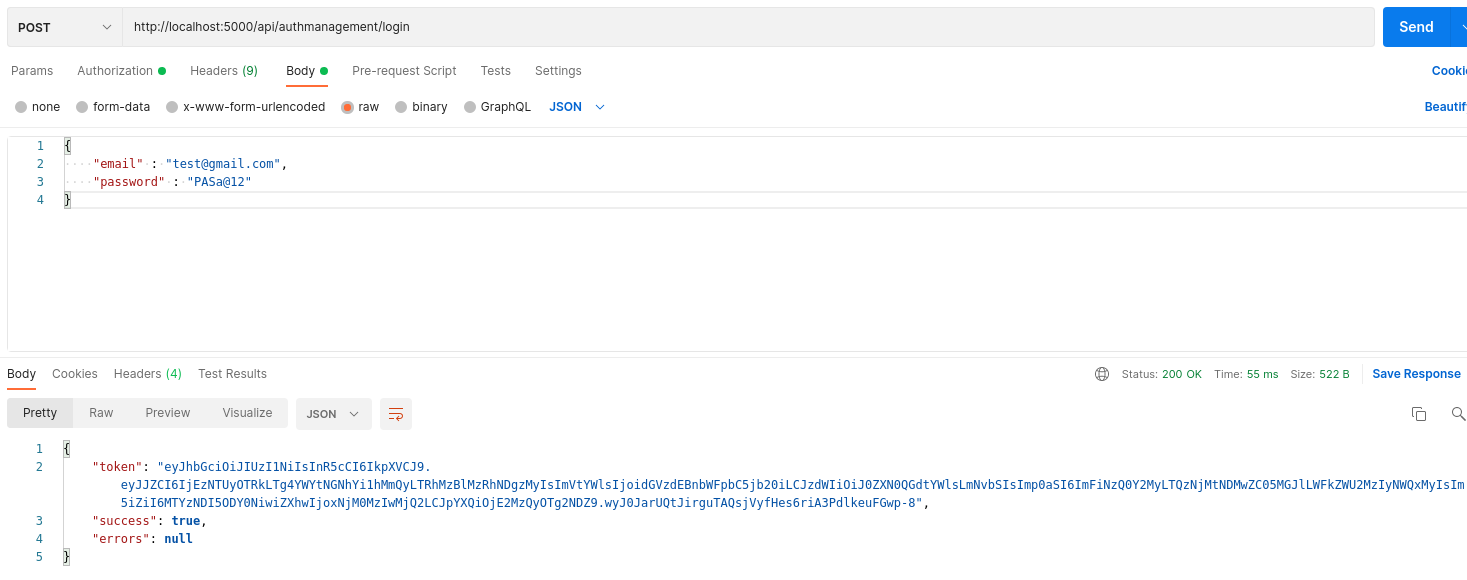 POST http://localhost:5000/api/authmanagement/login Send
Params Authorization Headers (9) Body Pre-request Script Tests Settings Cookie
none form-data x-www-form-urlencoded raw binary GraphQL JSON Beautif
1 {
2 "email" : "test@gmail.com",
3 "password" : "PASa@12"
4 }
Body Cookies Headers (4) Test Results Status: 200 OK Time: 55 ms Size: 522 B Save Response
Pretty Raw Preview Visualize JSON
1 {
2 "token": "eyJhbGciOiJIUzI1NiIsInR5cCI6IkpXVCJ9.
eyJJZCI6IjEzNTUyOTRkLTg4YWYtNGNhYi1hMmQyLTRhMzBlMzRhNDgzMyIsImVtYWlsIjoidGVzdEBnbWFpbC5jb20iLCJzdWIiOiJ0ZXN0QGdtYWlsLmNvbSIsImp0aSI6ImFiNzQ0Y2MyLTQzNjMtNDMwZC05MGJlLWFkZWU2MzIyNWQxMyIsIm
5iZiI6MTYzNDI5ODY0NiwiZXhwIjoxNjM0MzIwMjQ2LCJpYXQiOjE2MzQyOTg2NDZ9.wyJ0JarUQtJirguTAQsjVyfHes6riA3PdlkeuFGwp-8",
3 "success": true,
4 "errors": null
5 }